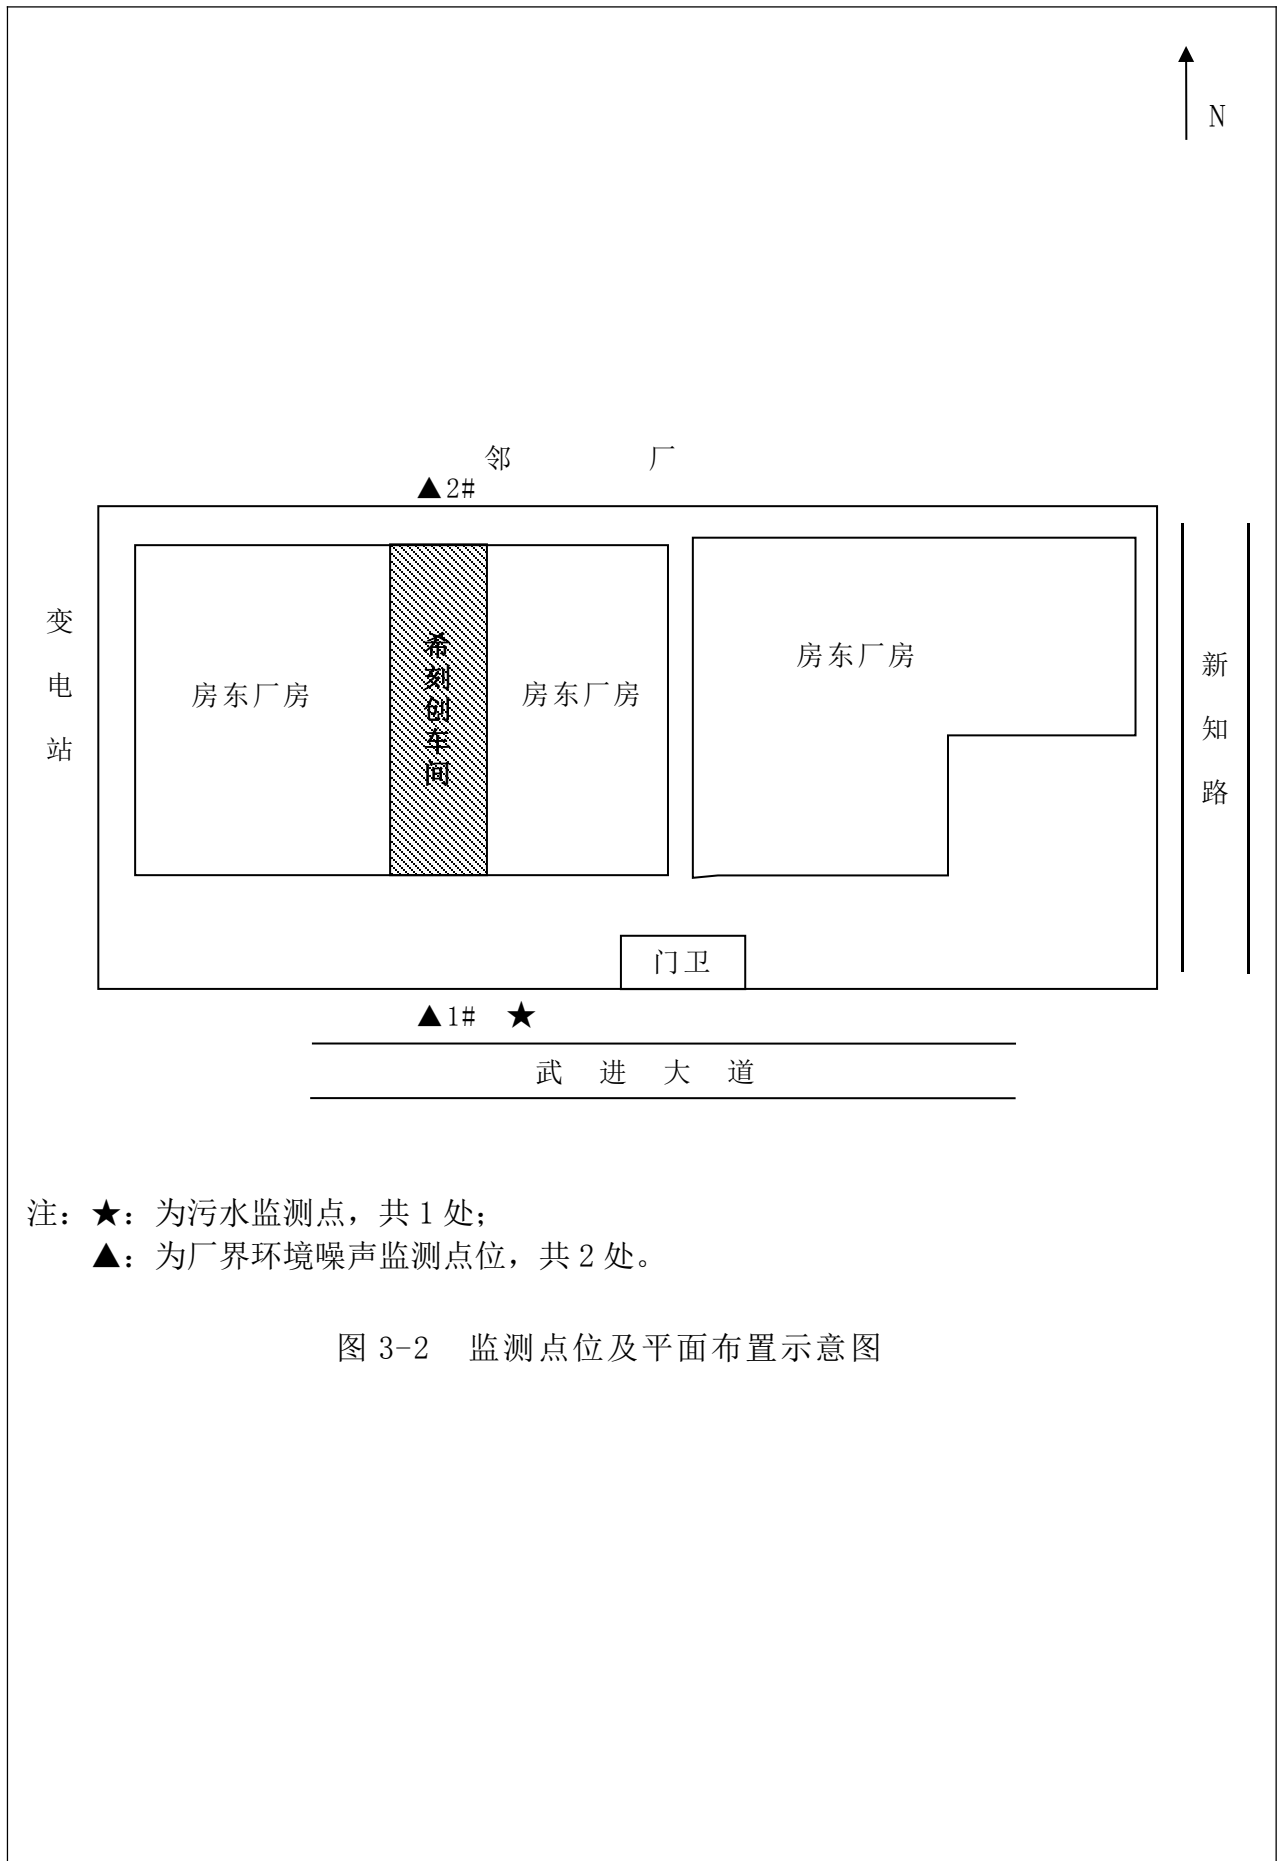 N
邻 厂
▲2#
变电站
房东厂房
希刻创车间
房东厂房
房东厂房
新知路
门卫
▲1# ★
武 进 大 道
注：★：为污水监测点，共 1 处；
▲：为厂界环境噪声监测点位，共 2 处。
图 3-2 监测点位及平面布置示意图